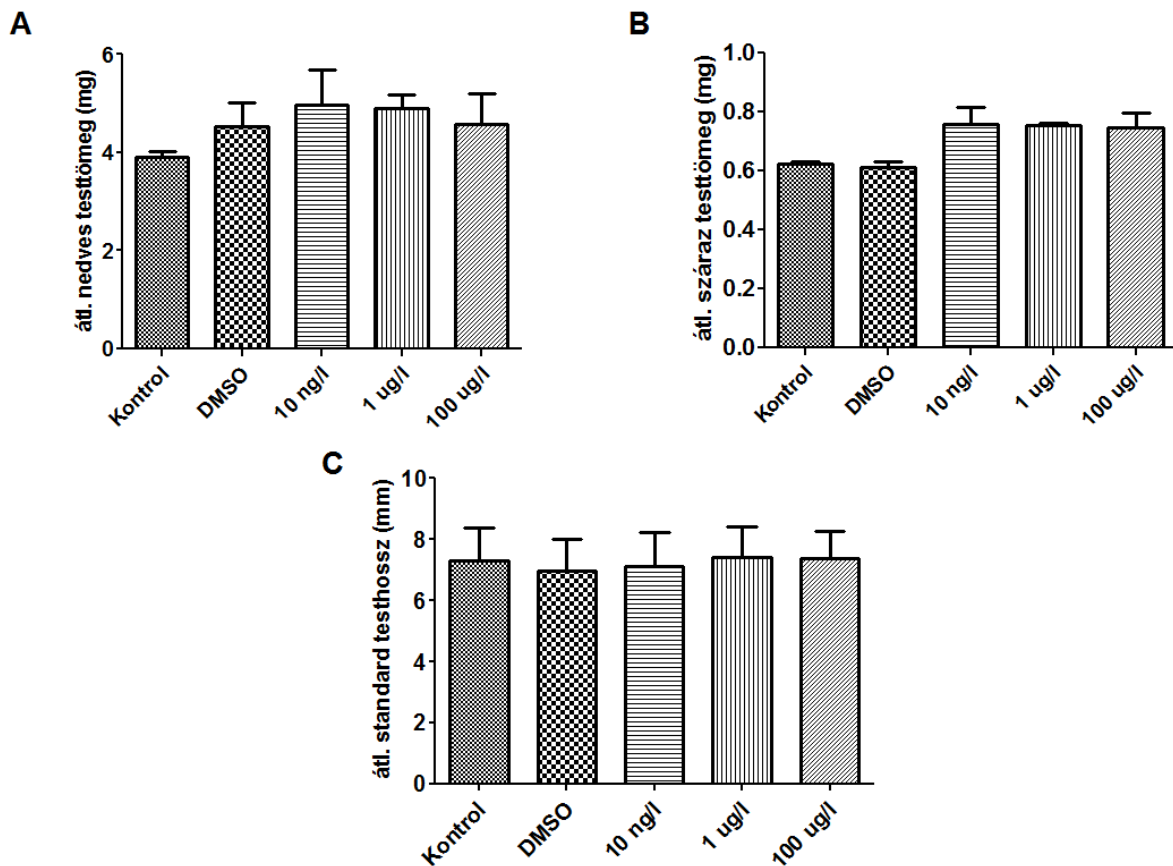 A
átl. nedves testtömeg (mg)
6
4
2
0
Kontrol
DMSO
10 ng/l
1 ug/l
100 ug/l
B
átl. száraz testtömeg (mg)
1.0
0.8
0.6
0.4
0.2
0.0
Kontrol
DMSO
10 ng/l
1 ug/l
100 ug/l
C
átl. standard testhossz (mm)
10
8
6
4
2
0
Kontrol
DMSO
10 ng/l
1 ug/l
100 ug/l